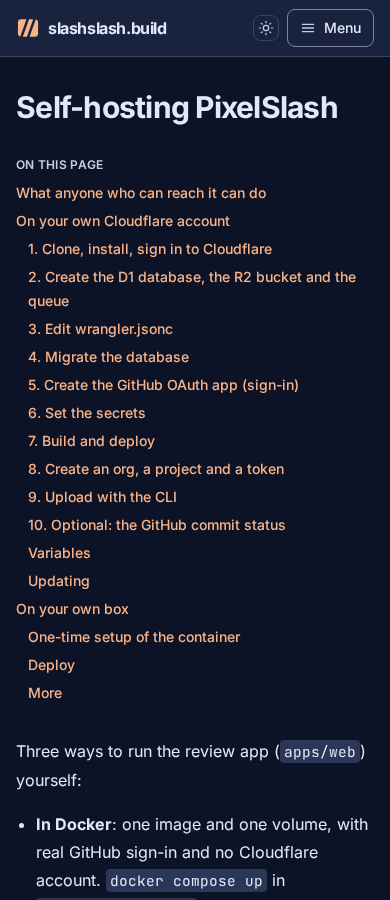 slashslash.build
Menu
Self-hosting PixelSlash
ON THIS PAGE
What anyone who can reach it can do
On your own Cloudflare account
1. Clone, install, sign in to Cloudflare
2. Create the D1 database, the R2 bucket and the
queue
3. Edit wrangler.jsonc
4. Migrate the database
5. Create the GitHub OAuth app (sign-in)
6. Set the secrets
7. Build and deploy
8. Create an org, a project and a token
9. Upload with the CLI
10. Optional: the GitHub commit status
Variables
Updating
On your own box
One-time setup of the container
Deploy
More
Three ways to run the review app (apps/web)
yourself:
• In Docker: one image and one volume, with
real GitHub sign-in and no Cloudflare
account. docker compose up in